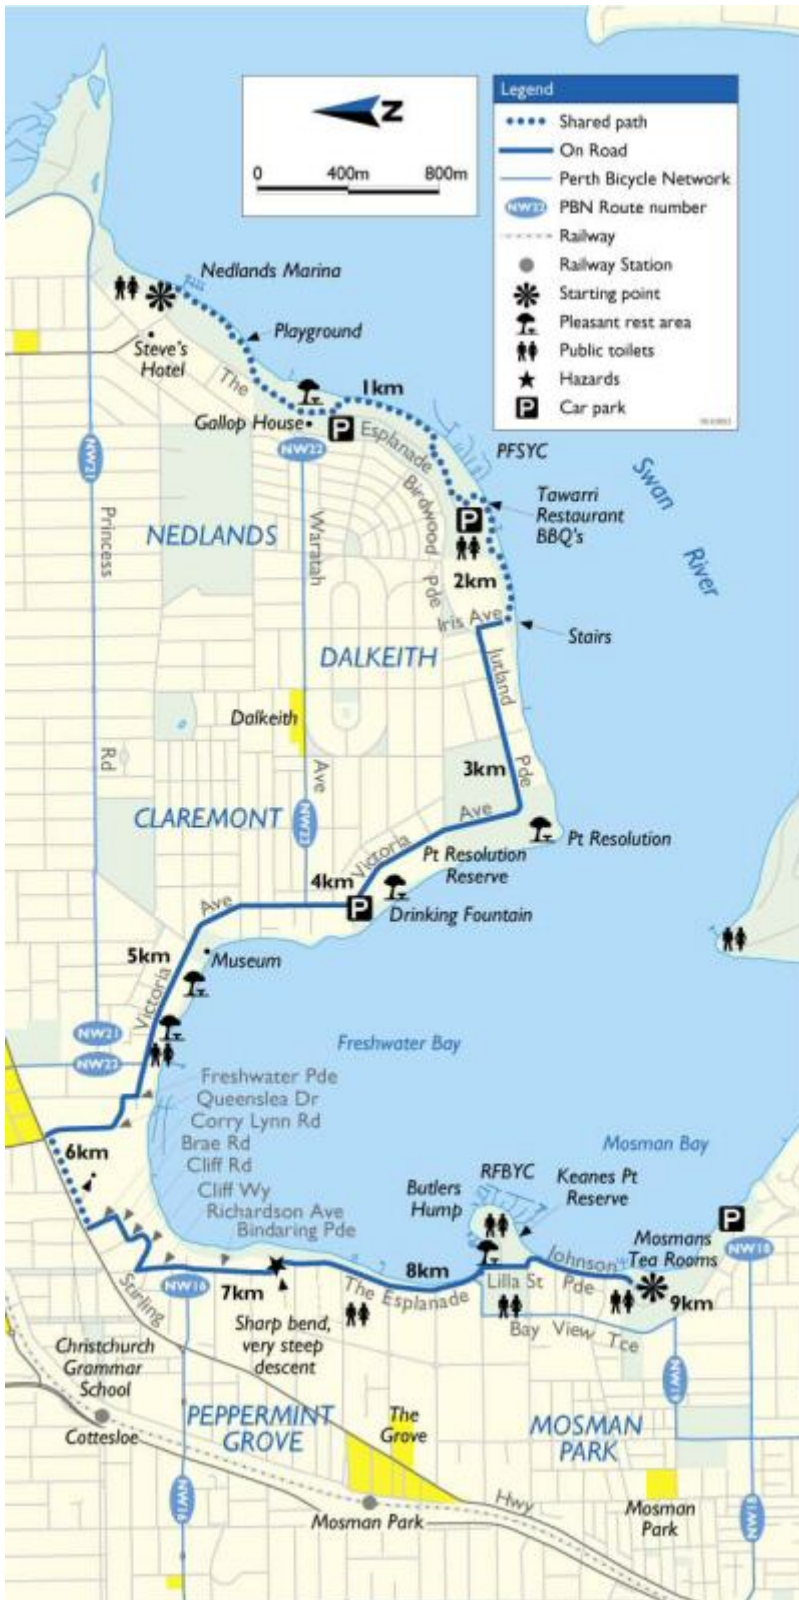 Legend
Shared path
On Road
Perth Bicycle Network
NW22
PBN Route number
Railway
Railway Station
Starting point
Pleasant rest area
Public toilets
Hazards
P
Car park
N
0
400m
800m
Nedlands Marina
Playground
Steve's
Hotel
The
1km
Gallop House
P
Esplanade
NW22
NW21
PFSYC
Swan
River
Tawarri
Restaurant
BBQ's
P
Birdwood
Pde
Princess
NEDLANDS
Waratah
2km
Iris Ave
Stairs
DALKEITH
Jutland
Dalkeith
Rd
3km
Pde
Ave
Ave
CLAREMONT
NW22
Victoria
Pt Resolution
Pt Resolution
Reserve
4km
P
Drinking Fountain
Ave
5km
Museum
Victoria
NW21
NW22
Freshwater Bay
Freshwater Pde
Queenslea Dr
Corry Lynn Rd
Brae Rd
Cliff Rd
Cliff Wy
Richardson Ave
Bindaring Pde
6km
Mosman Bay
RFBYC
Keanes Pt
Reserve
Butlers
Hump
P
Mosmans
Tea Rooms
NW18
Johnson
Pde
8km
Lilla St
9km
The Esplanade
7km
NW16
Stirling
Bay View Tce
Sharp bend,
very steep
descent
Christchurch
Grammar
School
NW19
PEPPERMINT
GROVE
The
Grove
MOSMAN
PARK
Cottesloe
Hwy
NW16
Mosman Park
Mosman
Park
NW18